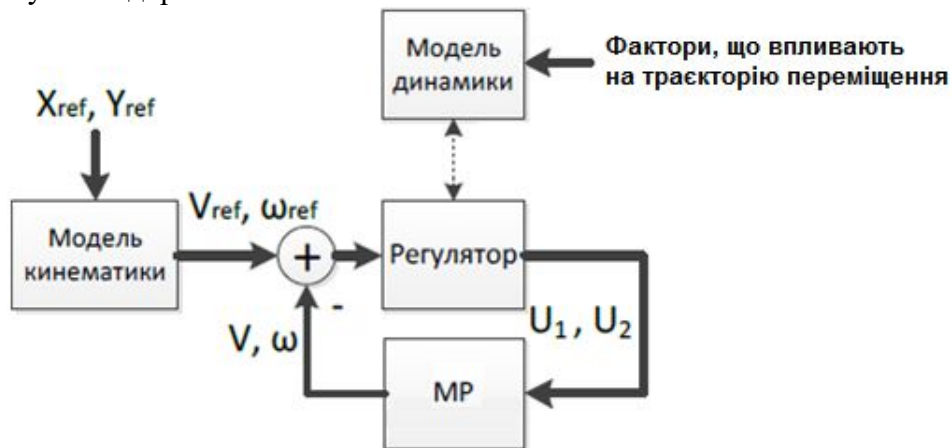 Модель
динамики
Фактори, що впливають
на траєкторію переміщення
Xref, Yref
Vref, ωref
Модель
кинематики
+
Регулятор
-
V, ω
U1, U2
МР